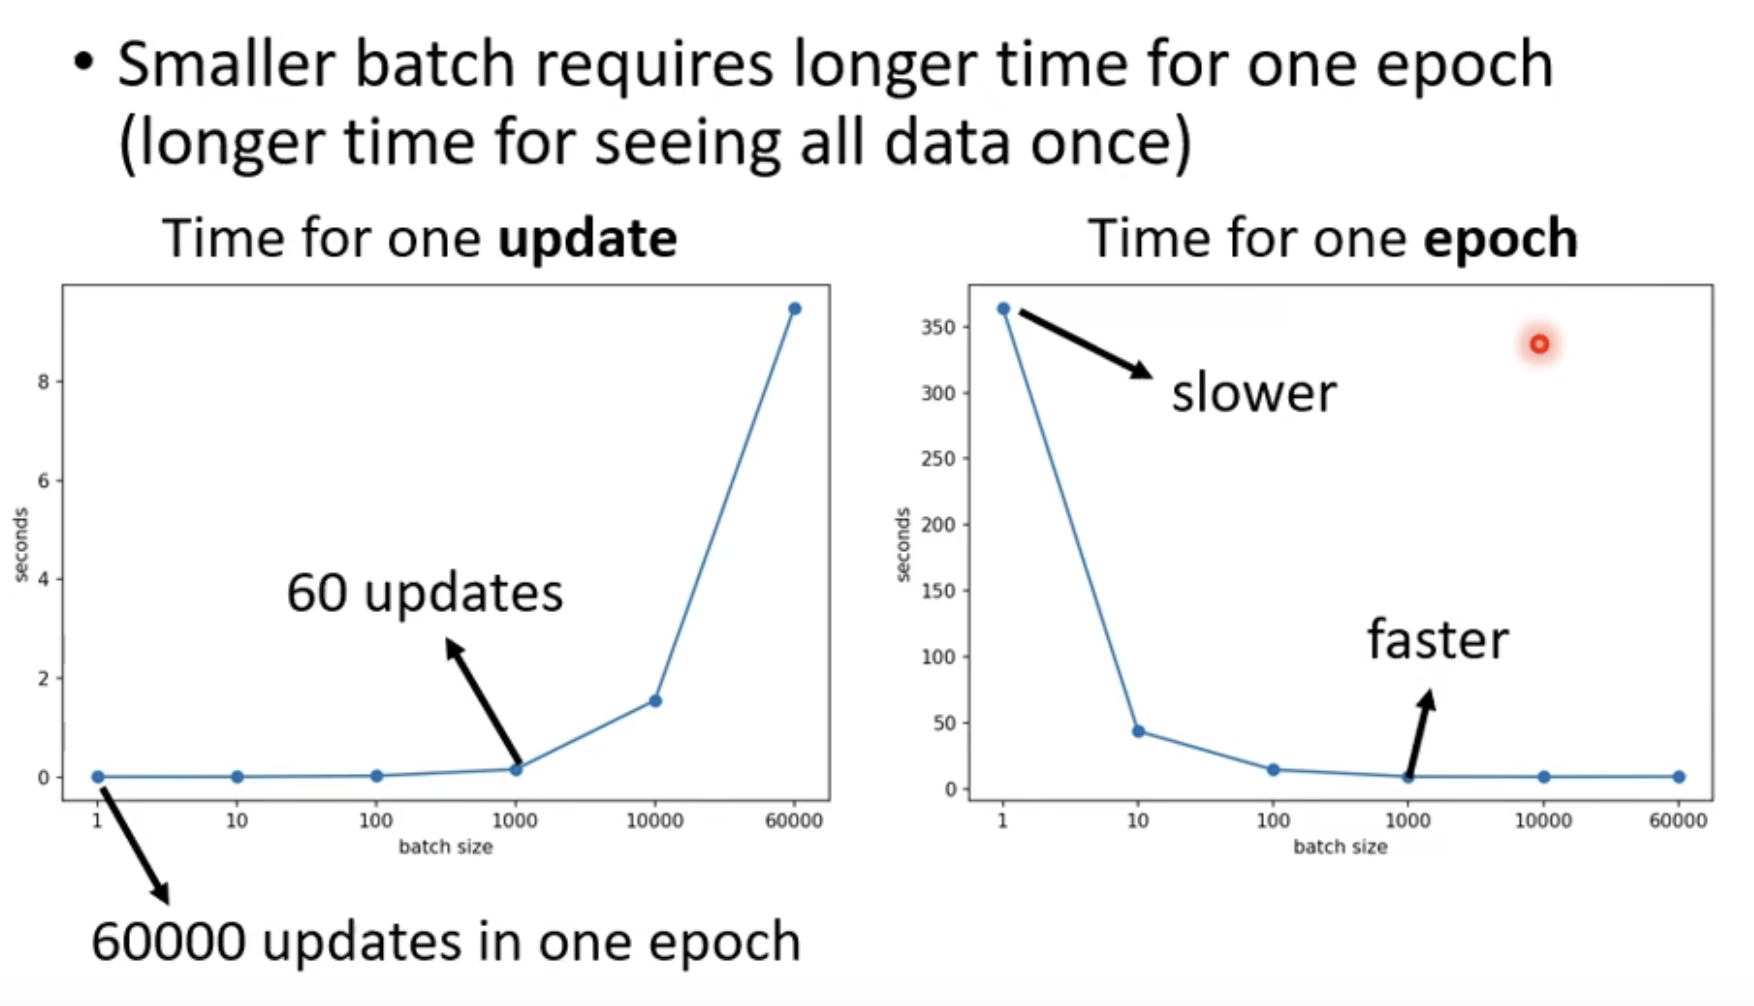 • Smaller batch requires longer time for one epoch
(longer time for seeing all data once)
Time for one update
8
6
4
2
0
seconds
60 updates
1 10 100 1000 10000 60000
batch size
60000 updates in one epoch
Time for one epoch
350
300
250
200
150
100
50
0
seconds
slower
faster
1 10 100 1000 10000 60000
batch size